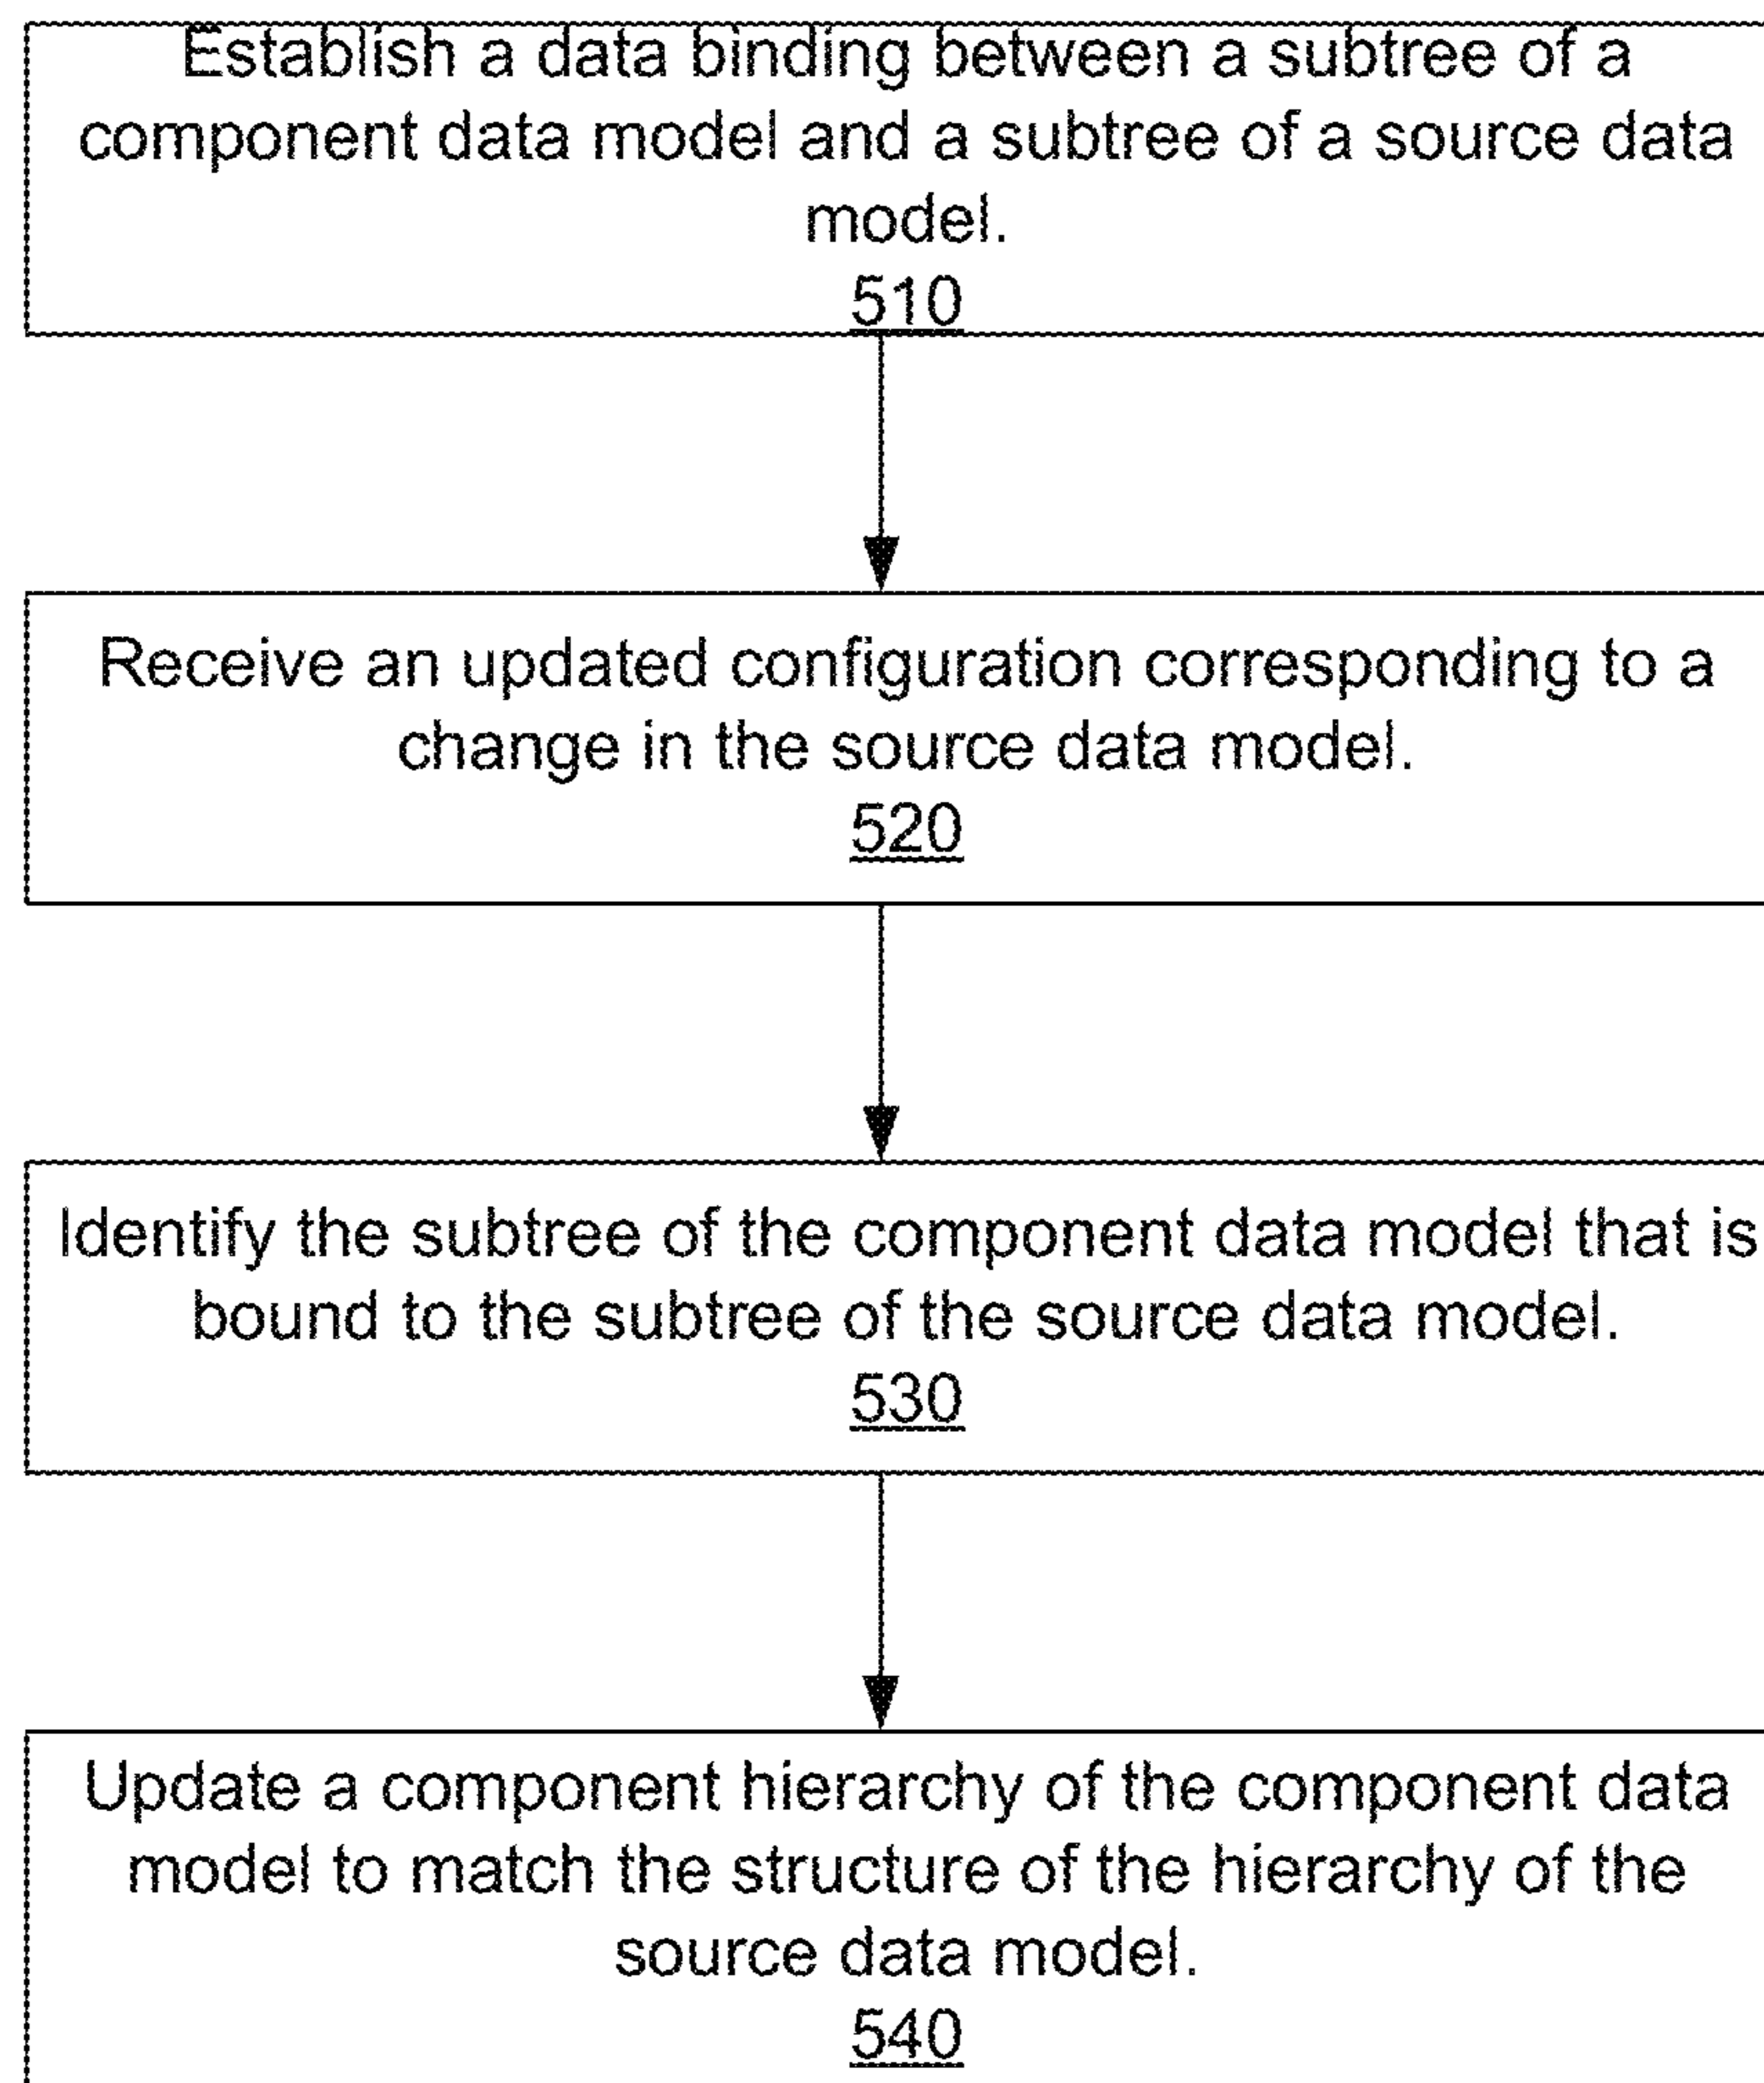 Establish a data binding between a subtree of a
component data model and a subtree of a source data
model.
510
Receive an updated configuration corresponding to a
change in the source data model.
520
Identify the subtree of the component data model that is
bound to the subtree of the source data model.
530
Update a component hierarchy of the component data
model to match the structure of the hierarchy of the
source data model.
540